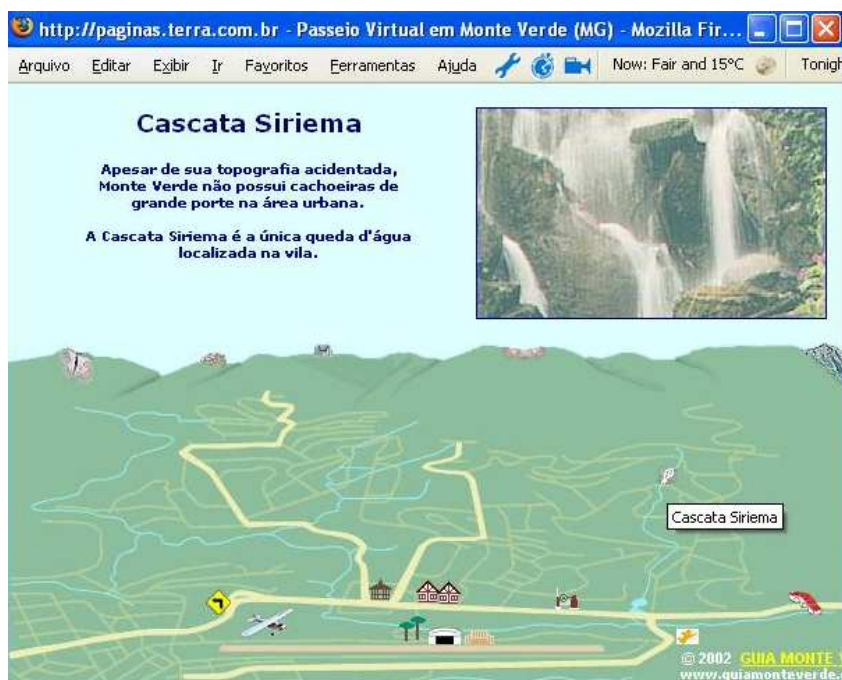 http://paginas.terra.com.br - Passeio Virtual em Monte Verde (MG) - Mozilla Fir...
Arquivo Editar Exibir Ir Favoritos Ferramentas Ajuda Now: Fair and 15°C
Cascata Siriema
Apesar de sua topografia acidentada,
Monte Verde não possui cachoeiras de
grande porte na área urbana.
A Cascata Siriema é a única queda d'água
localizada na vila.
Cascata Siriema
© 2002 GUIA MONTE
www.guiamonteverde.